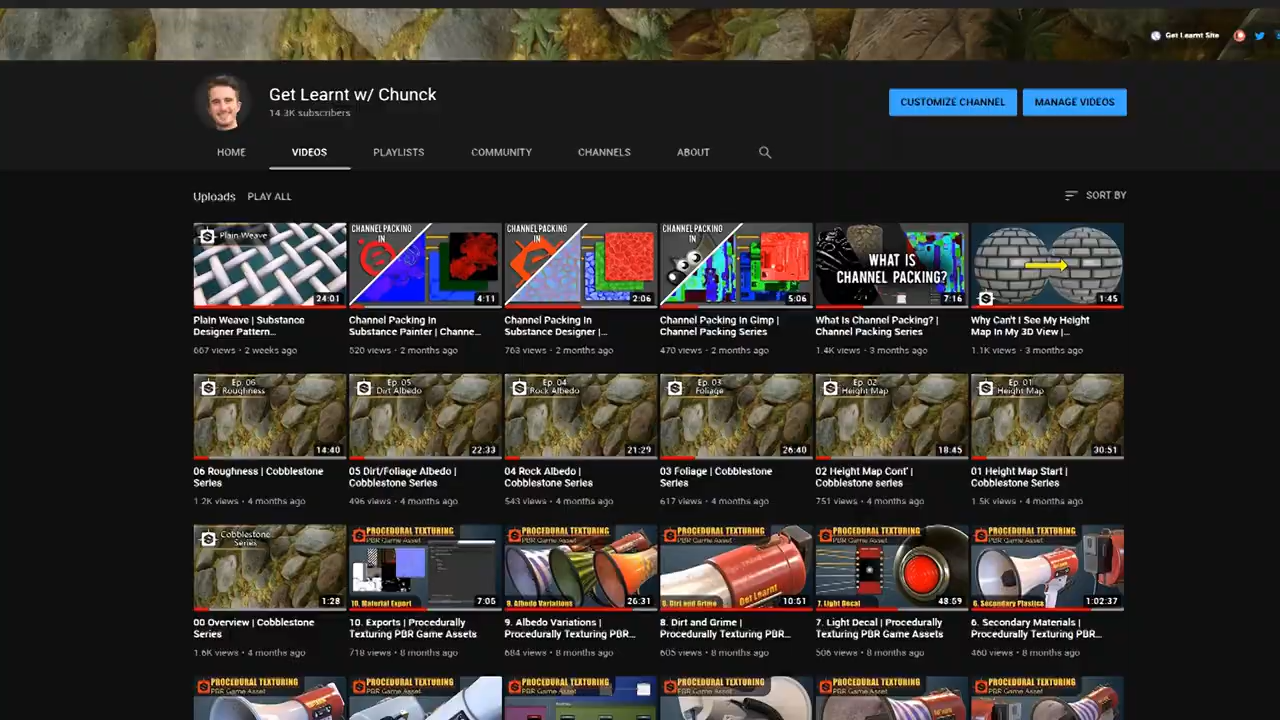 Get Learnt Site
Get Learnt w/ Chunck
14.3K subscribers
CUSTOMIZE CHANNEL
MANAGE VIDEOS
HOME
VIDEOS
PLAYLISTS
COMMUNITY
CHANNELS
ABOUT
Uploads
PLAY ALL
SORT BY
Plain Weave
24:01
CHANNEL PACKING
IN
4:11
CHANNEL PACKING
IN
2:06
CHANNEL PACKING
IN
5:06
WHAT IS
CHANNEL PACKING?
7:16
1:45
Plain Weave | Substance
Designer Pattern...
667 views • 2 weeks ago
Channel Packing In
Substance Painter | Channe...
520 views • 2 months ago
Channel Packing In
Substance Designer |...
763 views • 2 months ago
Channel Packing In Gimp |
Channel Packing Series
470 views • 2 months ago
What Is Channel Packing? |
Channel Packing Series
1.4K views • 3 months ago
Why Can't I See My Height
Map In My 3D View |...
1.1K views • 3 months ago
Ep. 06
Roughness
14:40
Ep. 05
Dirt Albedo
22:33
Ep. 04
Rock Albedo
21:29
Ep. 03
Foliage
26:40
Ep. 02
Height Map
18:45
Ep. 01
Height Map
30:51
06 Roughness | Cobblestone
Series
1.2K views • 4 months ago
05 Dirt/Foliage Albedo |
Cobblestone Series
496 views • 4 months ago
04 Rock Albedo |
Cobblestone Series
543 views • 4 months ago
03 Foliage | Cobblestone
Series
617 views • 4 months ago
02 Height Map Cont' |
Cobblestone series
751 views • 4 months ago
01 Height Map Start |
Cobblestone Series
1.5K views • 4 months ago
Cobblestone
Series
1:28
PROCEDURAL TEXTURING
PBR Game Asset
10. Material Export
7:05
PROCEDURAL TEXTURING
PBR Game Asset
9. Albedo Variations
26:31
PROCEDURAL TEXTURING
PBR Game Asset
Get Learnt
8. Dirt and Grime
10:51
PROCEDURAL TEXTURING
PBR Game Asset
7. Light Decal
48:59
PROCEDURAL TEXTURING
PBR Game Asset
6. Secondary Plastics
1:02:37
00 Overview | Cobblestone
Series
1.6K views • 4 months ago
10. Exports | Procedurally
Texturing PBR Game Assets
718 views • 8 months ago
9. Albedo Variations |
Procedurally Texturing PBR...
684 views • 8 months ago
8. Dirt and Grime |
Procedurally Texturing PBR...
605 views • 8 months ago
7. Light Decal | Procedurally
Texturing PBR Game Assets
506 views • 8 months ago
6. Secondary Materials |
Procedurally Texturing PBR...
460 views • 8 months ago
PROCEDURAL TEXTURING
PBR Game Asset
PROCEDURAL TEXTURING
PBR Game Asset
PROCEDURAL TEXTURING
PBR Game Asset
PROCEDURAL TEXTURING
PBR Game Asset
PROCEDURAL TEXTURING
PBR Game Asset
PROCEDURAL TEXTURING
PBR Game Asset